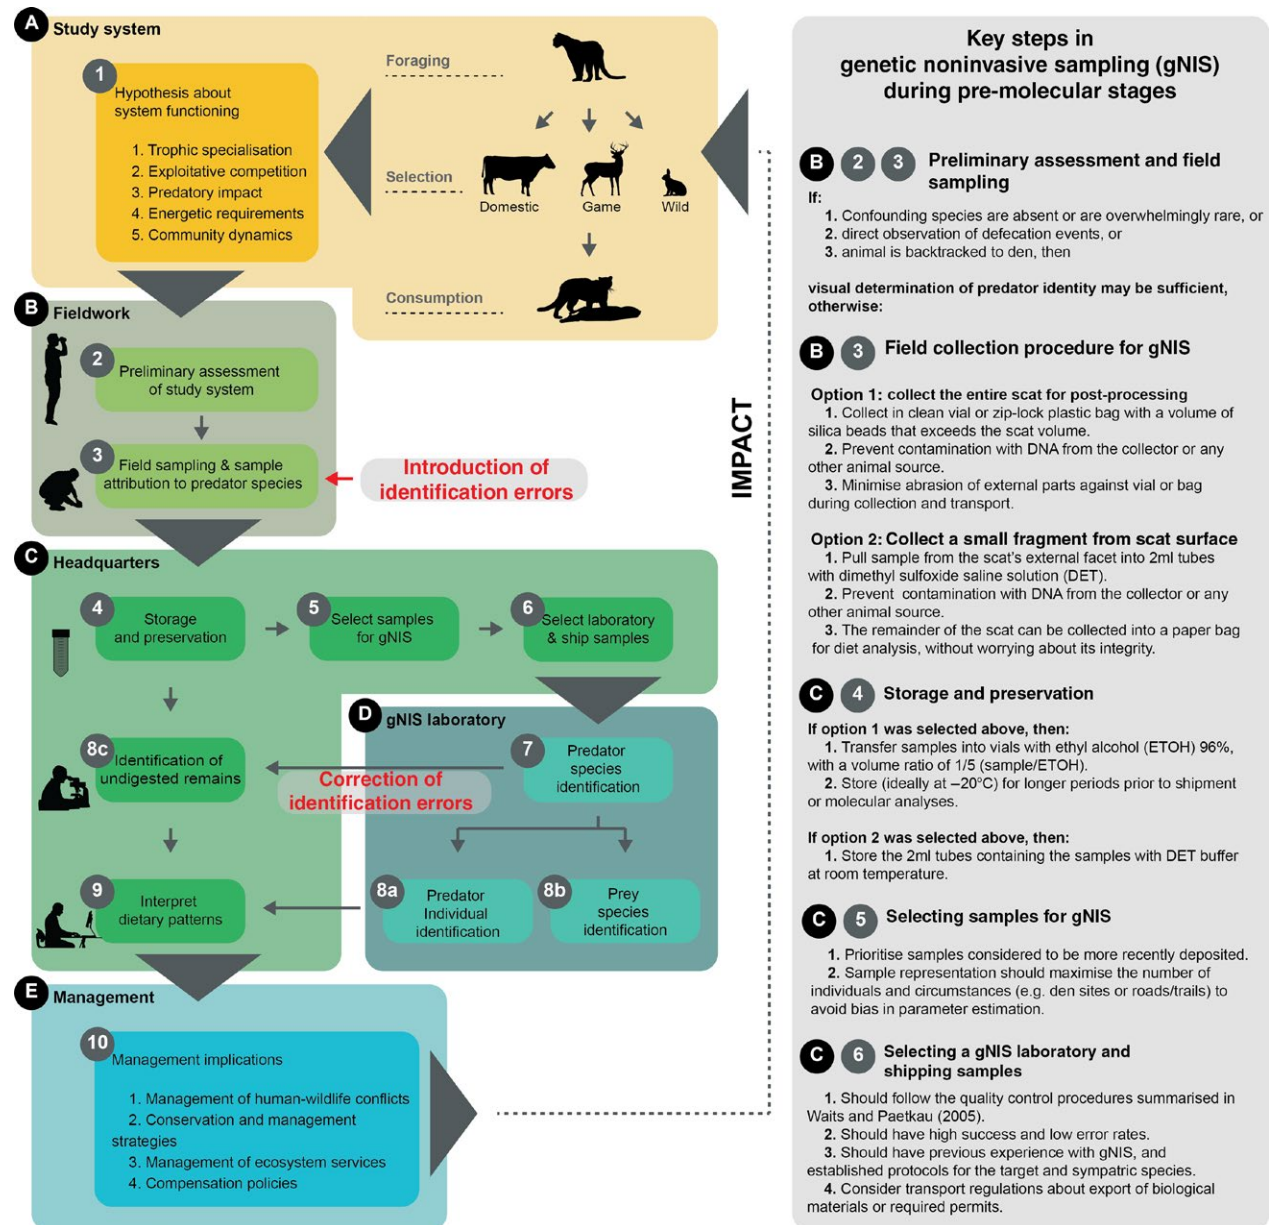 A Study system
1
Hypothesis about
system functioning
1. Trophic specialisation
2. Exploitative competition
3. Predatory impact
4. Energetic requirements
5. Community dynamics
Foraging
Selection
Domestic
Game
Wild
Consumption
B Fieldwork
2
Preliminary assessment
of study system
3
Field sampling & sample
attribution to predator species
Introduction of
identification errors
C Headquarters
4
Storage
and preservation
5
Select samples
for gNIS
6
Select laboratory
& ship samples
8c
Identification of
undigested remains
Correction of
identification errors
9
Interpret
dietary patterns
D gNIS laboratory
7
Predator
species
identification
8a
Predator
Individual
identification
8b
Prey
species
identification
E Management
10
Management implications
1. Management of human-wildlife conflicts
2. Conservation and management
strategies
3. Management of ecosystem services
4. Compensation policies
IMPACT
Key steps in
genetic noninvasive sampling (gNIS)
during pre-molecular stages
B 2 3 Preliminary assessment and field
sampling
If:
1. Confounding species are absent or are overwhelmingly rare, or
2. direct observation of defecation events, or
3. animal is backtracked to den, then
visual determination of predator identity may be sufficient,
otherwise:
B 3 Field collection procedure for gNIS
Option 1: collect the entire scat for post-processing
1. Collect in clean vial or zip-lock plastic bag with a volume of
silica beads that exceeds the scat volume.
2. Prevent contamination with DNA from the collector or any
other animal source.
3. Minimise abrasion of external parts against vial or bag
during collection and transport.
Option 2: Collect a small fragment from scat surface
1. Pull sample from the scat's external facet into 2ml tubes
with dimethyl sulfoxide saline solution (DET).
2. Prevent contamination with DNA from the collector or any
other animal source.
3. The remainder of the scat can be collected into a paper bag
for diet analysis, without worrying about its integrity.
C 4 Storage and preservation
If option 1 was selected above, then:
1. Transfer samples into vials with ethyl alcohol (ETOH) 96%,
with a volume ratio of 1/5 (sample/ETOH).
2. Store (ideally at –20°C) for longer periods prior to shipment
or molecular analyses.
If option 2 was selected above, then:
1. Store the 2ml tubes containing the samples with DET buffer
at room temperature.
C 5 Selecting samples for gNIS
1. Prioritise samples considered to be more recently deposited.
2. Sample representation should maximise the number of
individuals and circumstances (e.g. den sites or roads/trails) to
avoid bias in parameter estimation.
C 6 Selecting a gNIS laboratory and
shipping samples
1. Should follow the quality control procedures summarised in
Waits and Paetkau (2005).
2. Should have high success and low error rates.
3. Should have previous experience with gNIS, and
established protocols for the target and sympatric species.
4. Consider transport regulations about export of biological
materials or required permits.